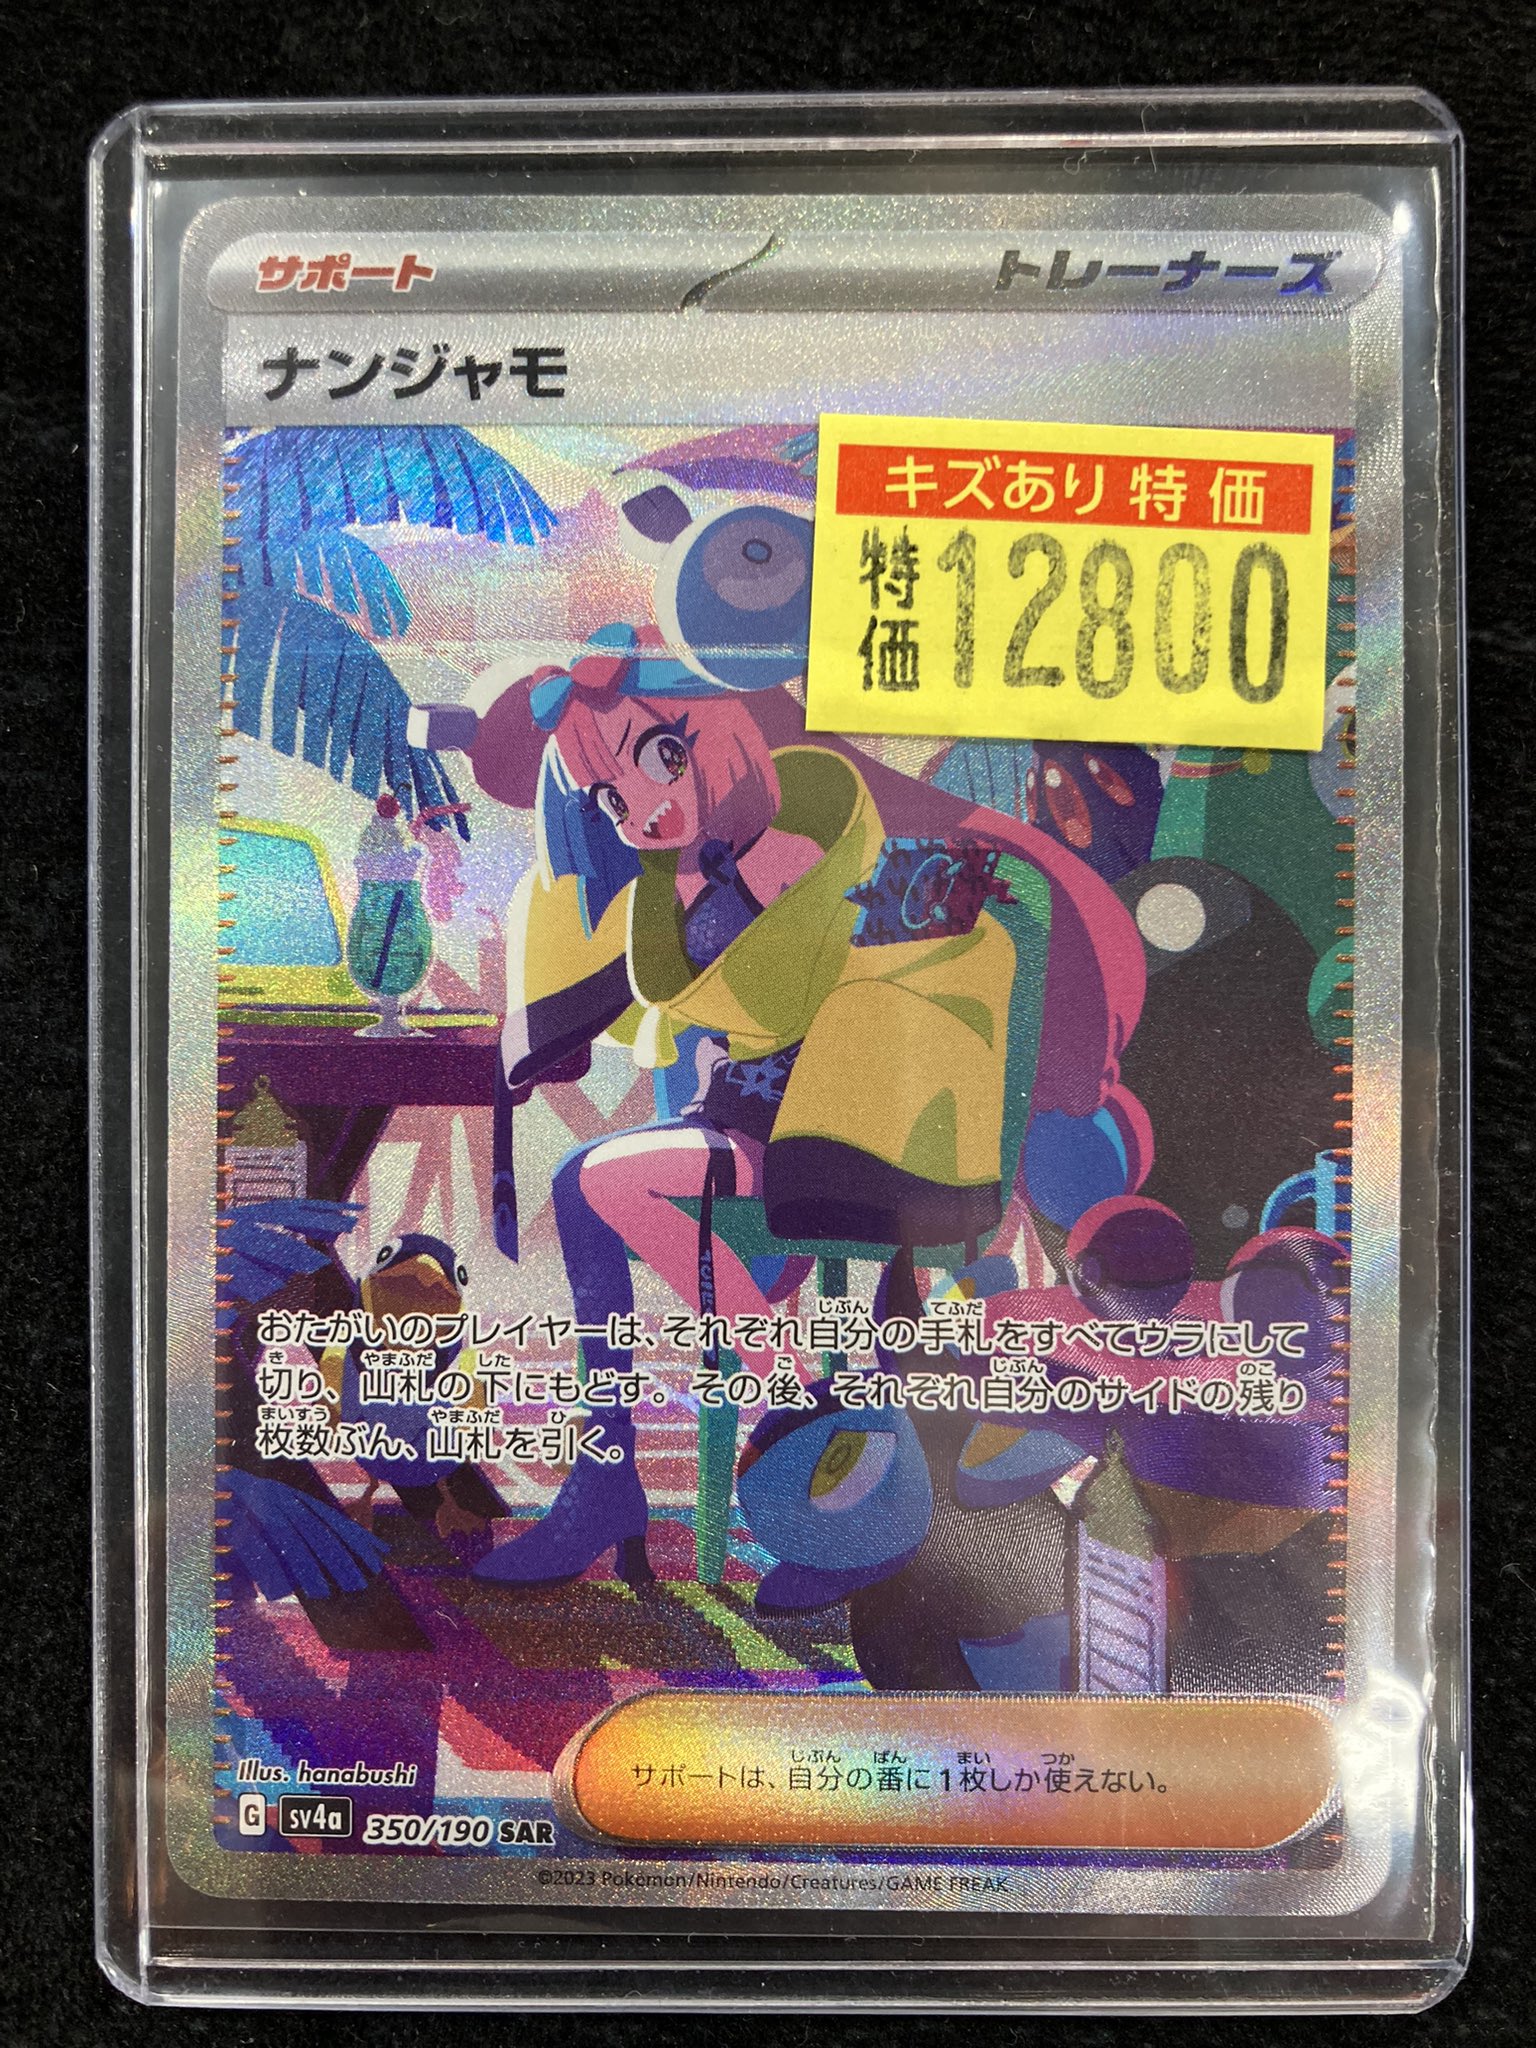 サポート
トレーナーズ
ナンジャモ
キズあり特価
特価 12800
おたがいのプレイヤーは、それぞれ自分の手札をすべてウラにして
切り、山札の下にもどす。その後、それぞれ自分のサイドの残り
枚数ぶん、山札を引く。
サポートは、自分の番に1枚しか使えない。
Illus. hanabushi
G sv4a 350/190 SAR
©2023 Pokémon/Nintendo/Creatures/GAME FREAK